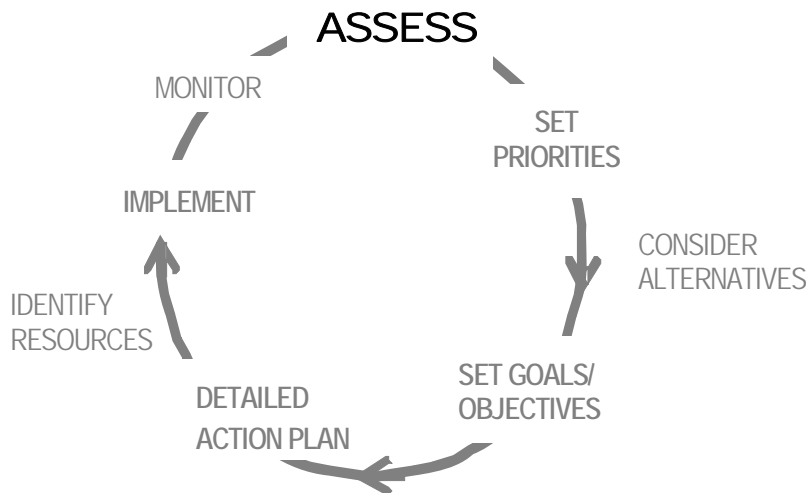 ASSESS
SET
PRIORITIES
CONSIDER
ALTERNATIVES
SET GOALS/
OBJECTIVES
DETAILED
ACTION PLAN
IDENTIFY
RESOURCES
IMPLEMENT
MONITOR